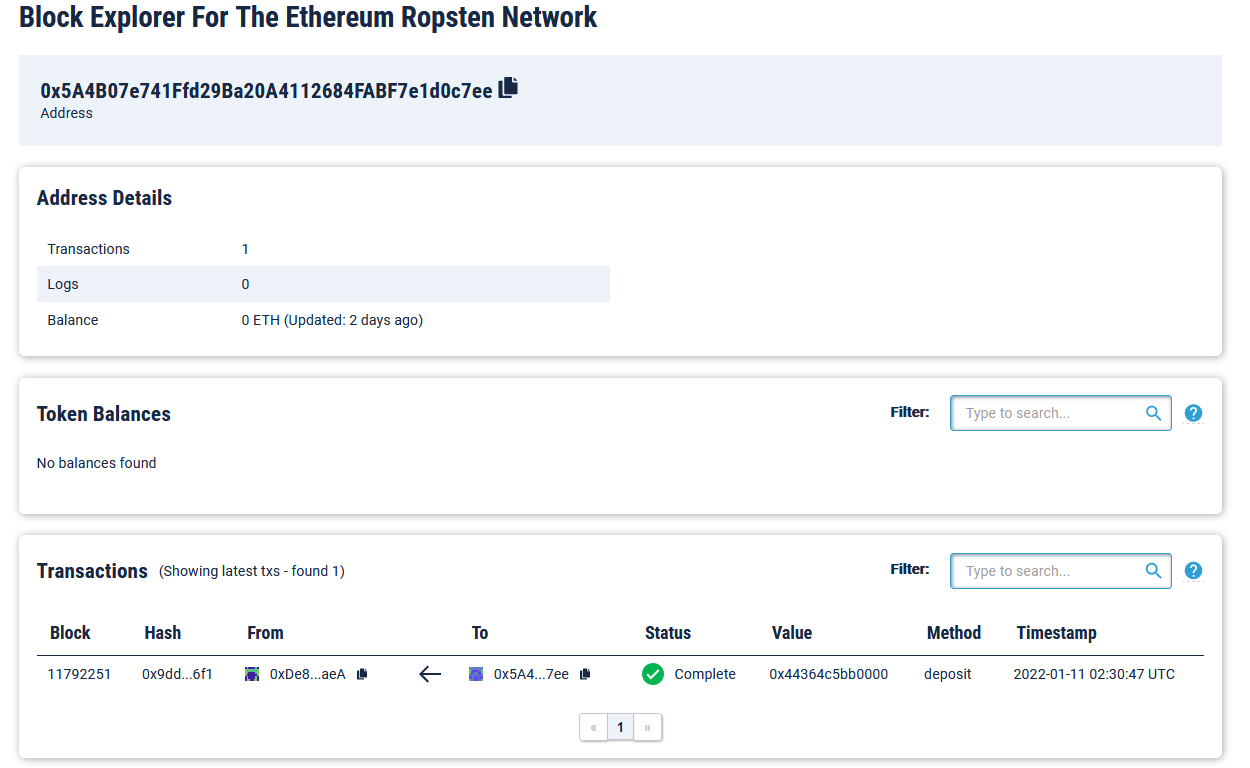 Block Explorer For The Ethereum Ropsten Network
0x5A4B07e741Ffd29Ba20A4112684FABF7e1d0c7ee
Address
Address Details
Transactions 1
Logs 0
Balance 0 ETH (Updated: 2 days ago)
Token Balances Filter: Type to search... ?
No balances found
Transactions (Showing latest txs - found 1) Filter: Type to search... ?
Block Hash From To Status Value Method Timestamp
11792251 0x9dd...6f1 0xDe8...aeA 0x5A4...7ee Complete 0x44364c5bb0000 deposit 2022-01-11 02:30:47 UTC
« 1 »